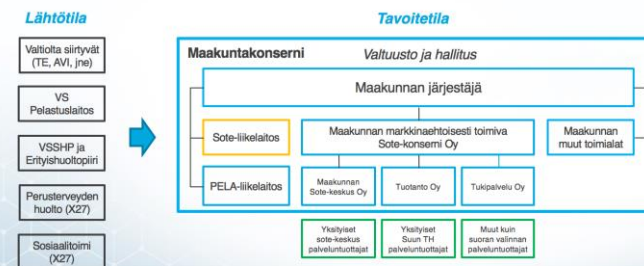 Lähtötila
Tavoitetila
Valtiolta siirtyvät
(TE, AVI, jne)
VS
Pelastuslaitos
VSSHP ja
Erityishuoltopiiri
Perusterveyden
huolto (X27)
Sosiaalitoimi
(X27)
Maakuntakonserni
Valtuusto ja hallitus
Maakunnan järjestäjä
Sote-liikelaitos
Maakunnan markkinaehtoisesti toimiva
Sote-konserni Oy
Maakunnan
muut toimialat
PELA-liikelaitos
Maakunnan
Sote-keskus Oy
Tuotanto Oy
Tukipalvelu Oy
Yksityiset
sote-keskus
palveluntuottajat
Yksityiset
Suun TH
palveluntuottajat
Muut kuin
suoran valinnan
palveluntuottajat